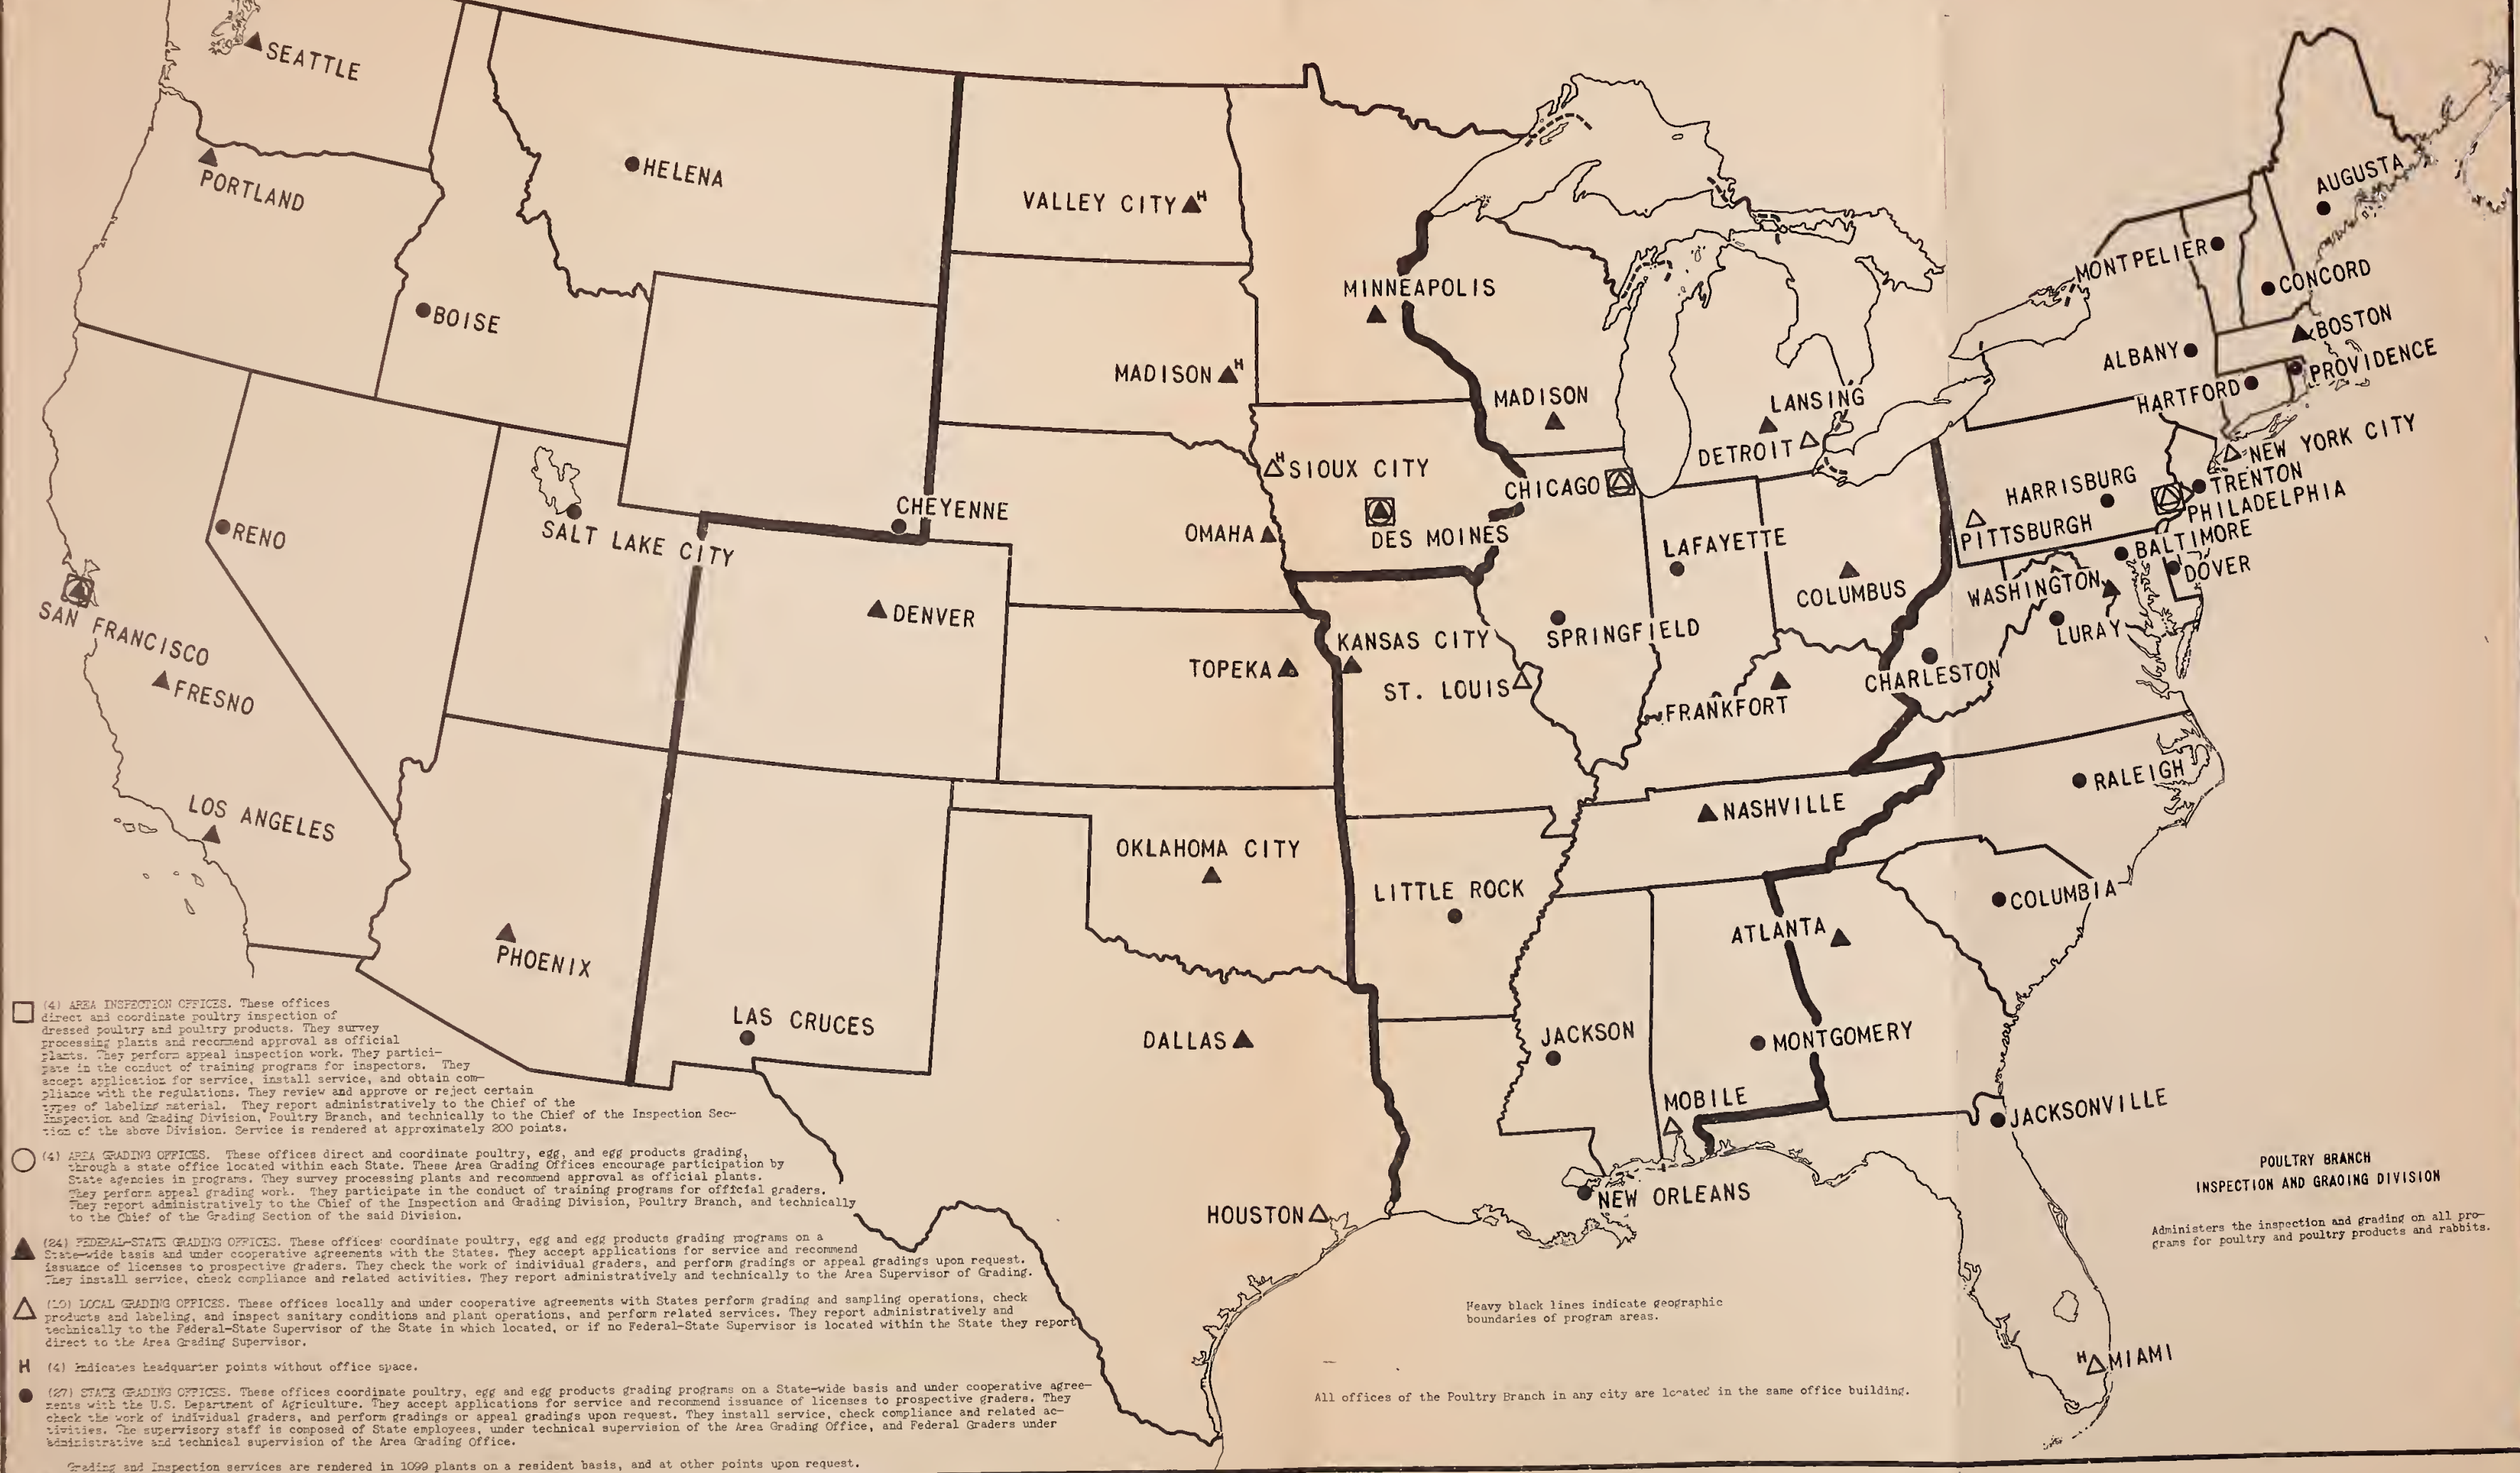 SEATTLE
PORTLAND
HELENA
BOISE
VALLEY CITY H
MADISON H
MINNEAPOLIS
MADISON
LANSING
DETROIT
AUGUSTA
MONTPELIER
CONCORD
BOSTON
ALBANY
PROVIDENCE
HARTFORD
NEW YORK CITY
TRENTON
HARRISBURG
PHILADELPHIA
PITTSBURGH
BALTIMORE
DOVER
WASHINGTON
LURAY
H SIOUX CITY
CHICAGO
DES MOINES
OMAHA
CHEYENNE
SALT LAKE CITY
RENO
SAN FRANCISCO
FRESNO
LOS ANGELES
DENVER
TOPEKA
KANSAS CITY
ST. LOUIS
LAFAYETTE
SPRINGFIELD
COLUMBUS
FRANKFORT
CHARLESTON
RALEIGH
NASHVILLE
OKLAHOMA CITY
LITTLE ROCK
COLUMBIA
ATLANTA
PHOENIX
LAS CRUCES
DALLAS
JACKSON
MONTGOMERY
MOBILE
JACKSONVILLE
NEW ORLEANS
HOUSTON
H MIAMI
(4) AREA INSPECTION OFFICES. These offices
direct and coordinate poultry inspection of
dressed poultry and poultry products. They survey
processing plants and recommend approval as official
plants. They perform appeal inspection work. They partici-
pate in the conduct of training programs for inspectors. They
accept application for service, install service, and obtain com-
pliance with the regulations. They review and approve or reject certain
types of labeling material. They report administratively to the Chief of the
Inspection and Grading Division, Poultry Branch, and technically to the Chief of the Inspection Sec-
tion of the above Division. Service is rendered at approximately 200 points.
(4) AREA GRADING OFFICES. These offices direct and coordinate poultry, egg, and egg products grading,
through a state office located within each State. These Area Grading Offices encourage participation by
State agencies in programs. They survey processing plants and recommend approval as official plants.
They perform appeal grading work. They participate in the conduct of training programs for official graders.
They report administratively to the Chief of the Inspection and Grading Division, Poultry Branch, and technically
to the Chief of the Grading Section of the said Division.
(24) FEDERAL-STATE GRADING OFFICES. These offices coordinate poultry, egg and egg products grading programs on a
State-wide basis and under cooperative agreements with the States. They accept applications for service and recommend
issuance of licenses to prospective graders. They check the work of individual graders, and perform gradings or appeal gradings upon request.
They install service, check compliance and related activities. They report administratively and technically to the Area Supervisor of Grading.
(10) LOCAL GRADING OFFICES. These offices locally and under cooperative agreements with States perform grading and sampling operations, check
products and labeling, and inspect sanitary conditions and plant operations, and perform related services. They report administratively and
technically to the Federal-State Supervisor of the State in which located, or if no Federal-State Supervisor is located within the State they report
direct to the Area Grading Supervisor.
H (4) Indicates headquarter points without office space.
(27) STATE GRADING OFFICES. These offices coordinate poultry, egg and egg products grading programs on a State-wide basis and under cooperative agree-
ments with the U.S. Department of Agriculture. They accept applications for service and recommend issuance of licenses to prospective graders. They
check the work of individual graders, and perform gradings or appeal gradings upon request. They install service, check compliance and related ac-
tivities. The supervisory staff is composed of State employees, under technical supervision of the Area Grading Office, and Federal Graders under
administrative and technical supervision of the Area Grading Office.
Grading and Inspection services are rendered in 1099 plants on a resident basis, and at other points upon request.
Heavy black lines indicate geographic
boundaries of program areas.
All offices of the Poultry Branch in any city are located in the same office building.
POULTRY BRANCH
INSPECTION AND GRADING DIVISION
Administers the inspection and grading on all pro-
grams for poultry and poultry products and rabbits.